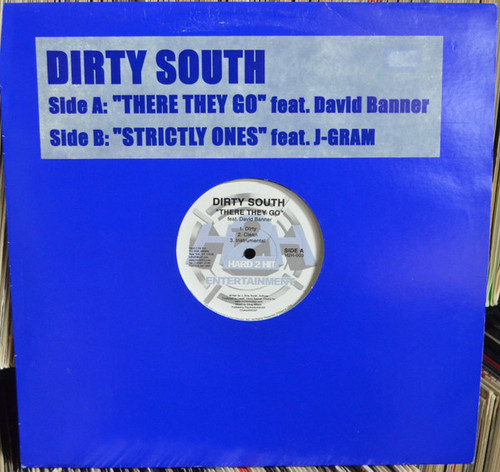 DIRTY SOUTH
Side A: "THERE THEY GO" feat. David Banner
Side B: "STRICTLY ONES" feat. J-GRAM
DIRTY SOUTH
"THERE THEY GO"
feat. David Banner
1. Dirty
2. Clean
3. Instrumental
SIDE A
H2H
HARD 2 HIT
ENTERTAINMENT